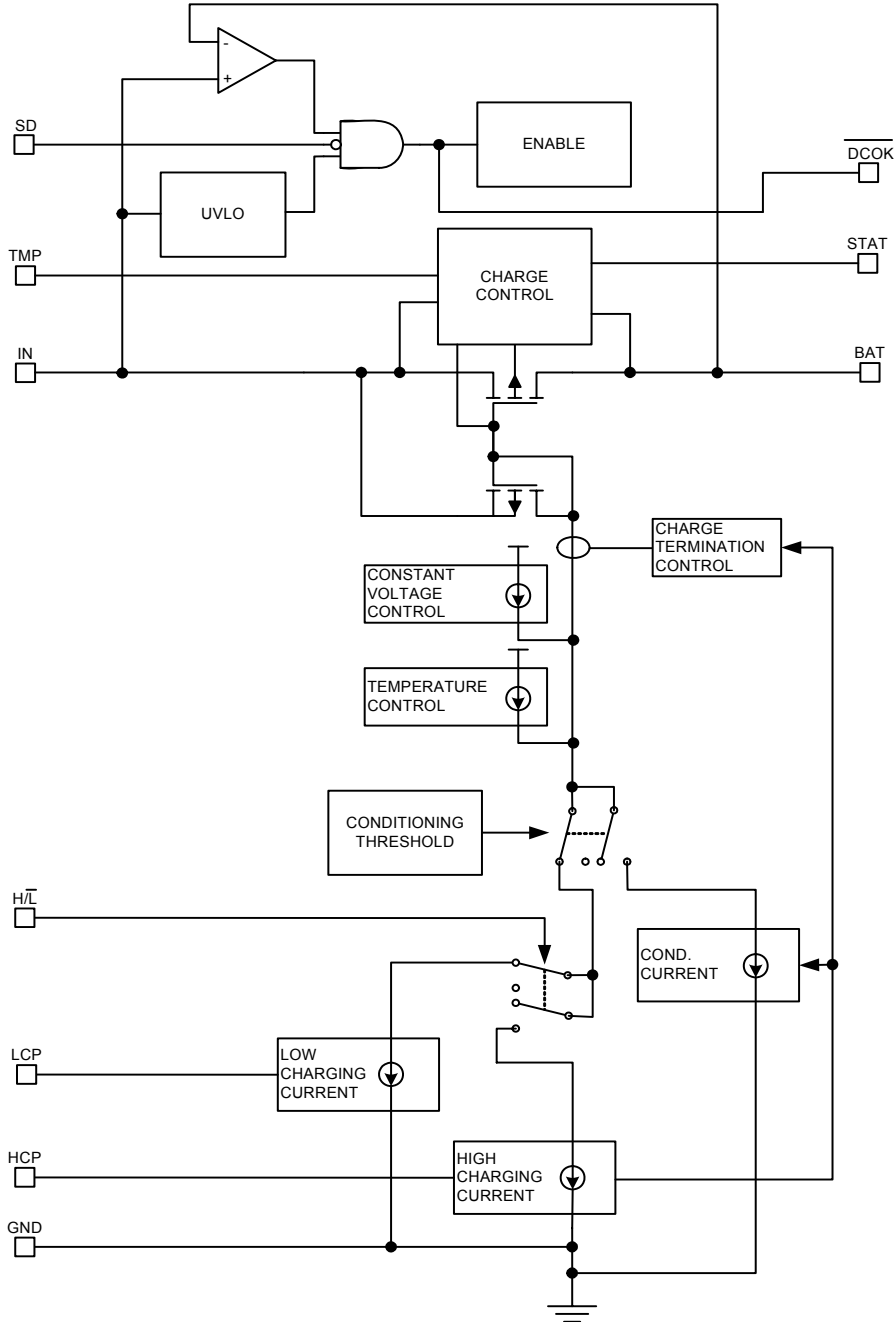 -
+
SD
ENABLE
D̅C̅O̅K̅
UVLO
TMP
CHARGE
CONTROL
STAT
IN
BAT
CHARGE
TERMINATION
CONTROL
CONSTANT
VOLTAGE
CONTROL
TEMPERATURE
CONTROL
CONDITIONING
THRESHOLD
H/L̅
COND.
CURRENT
LCP
LOW
CHARGING
CURRENT
HCP
HIGH
CHARGING
CURRENT
GND